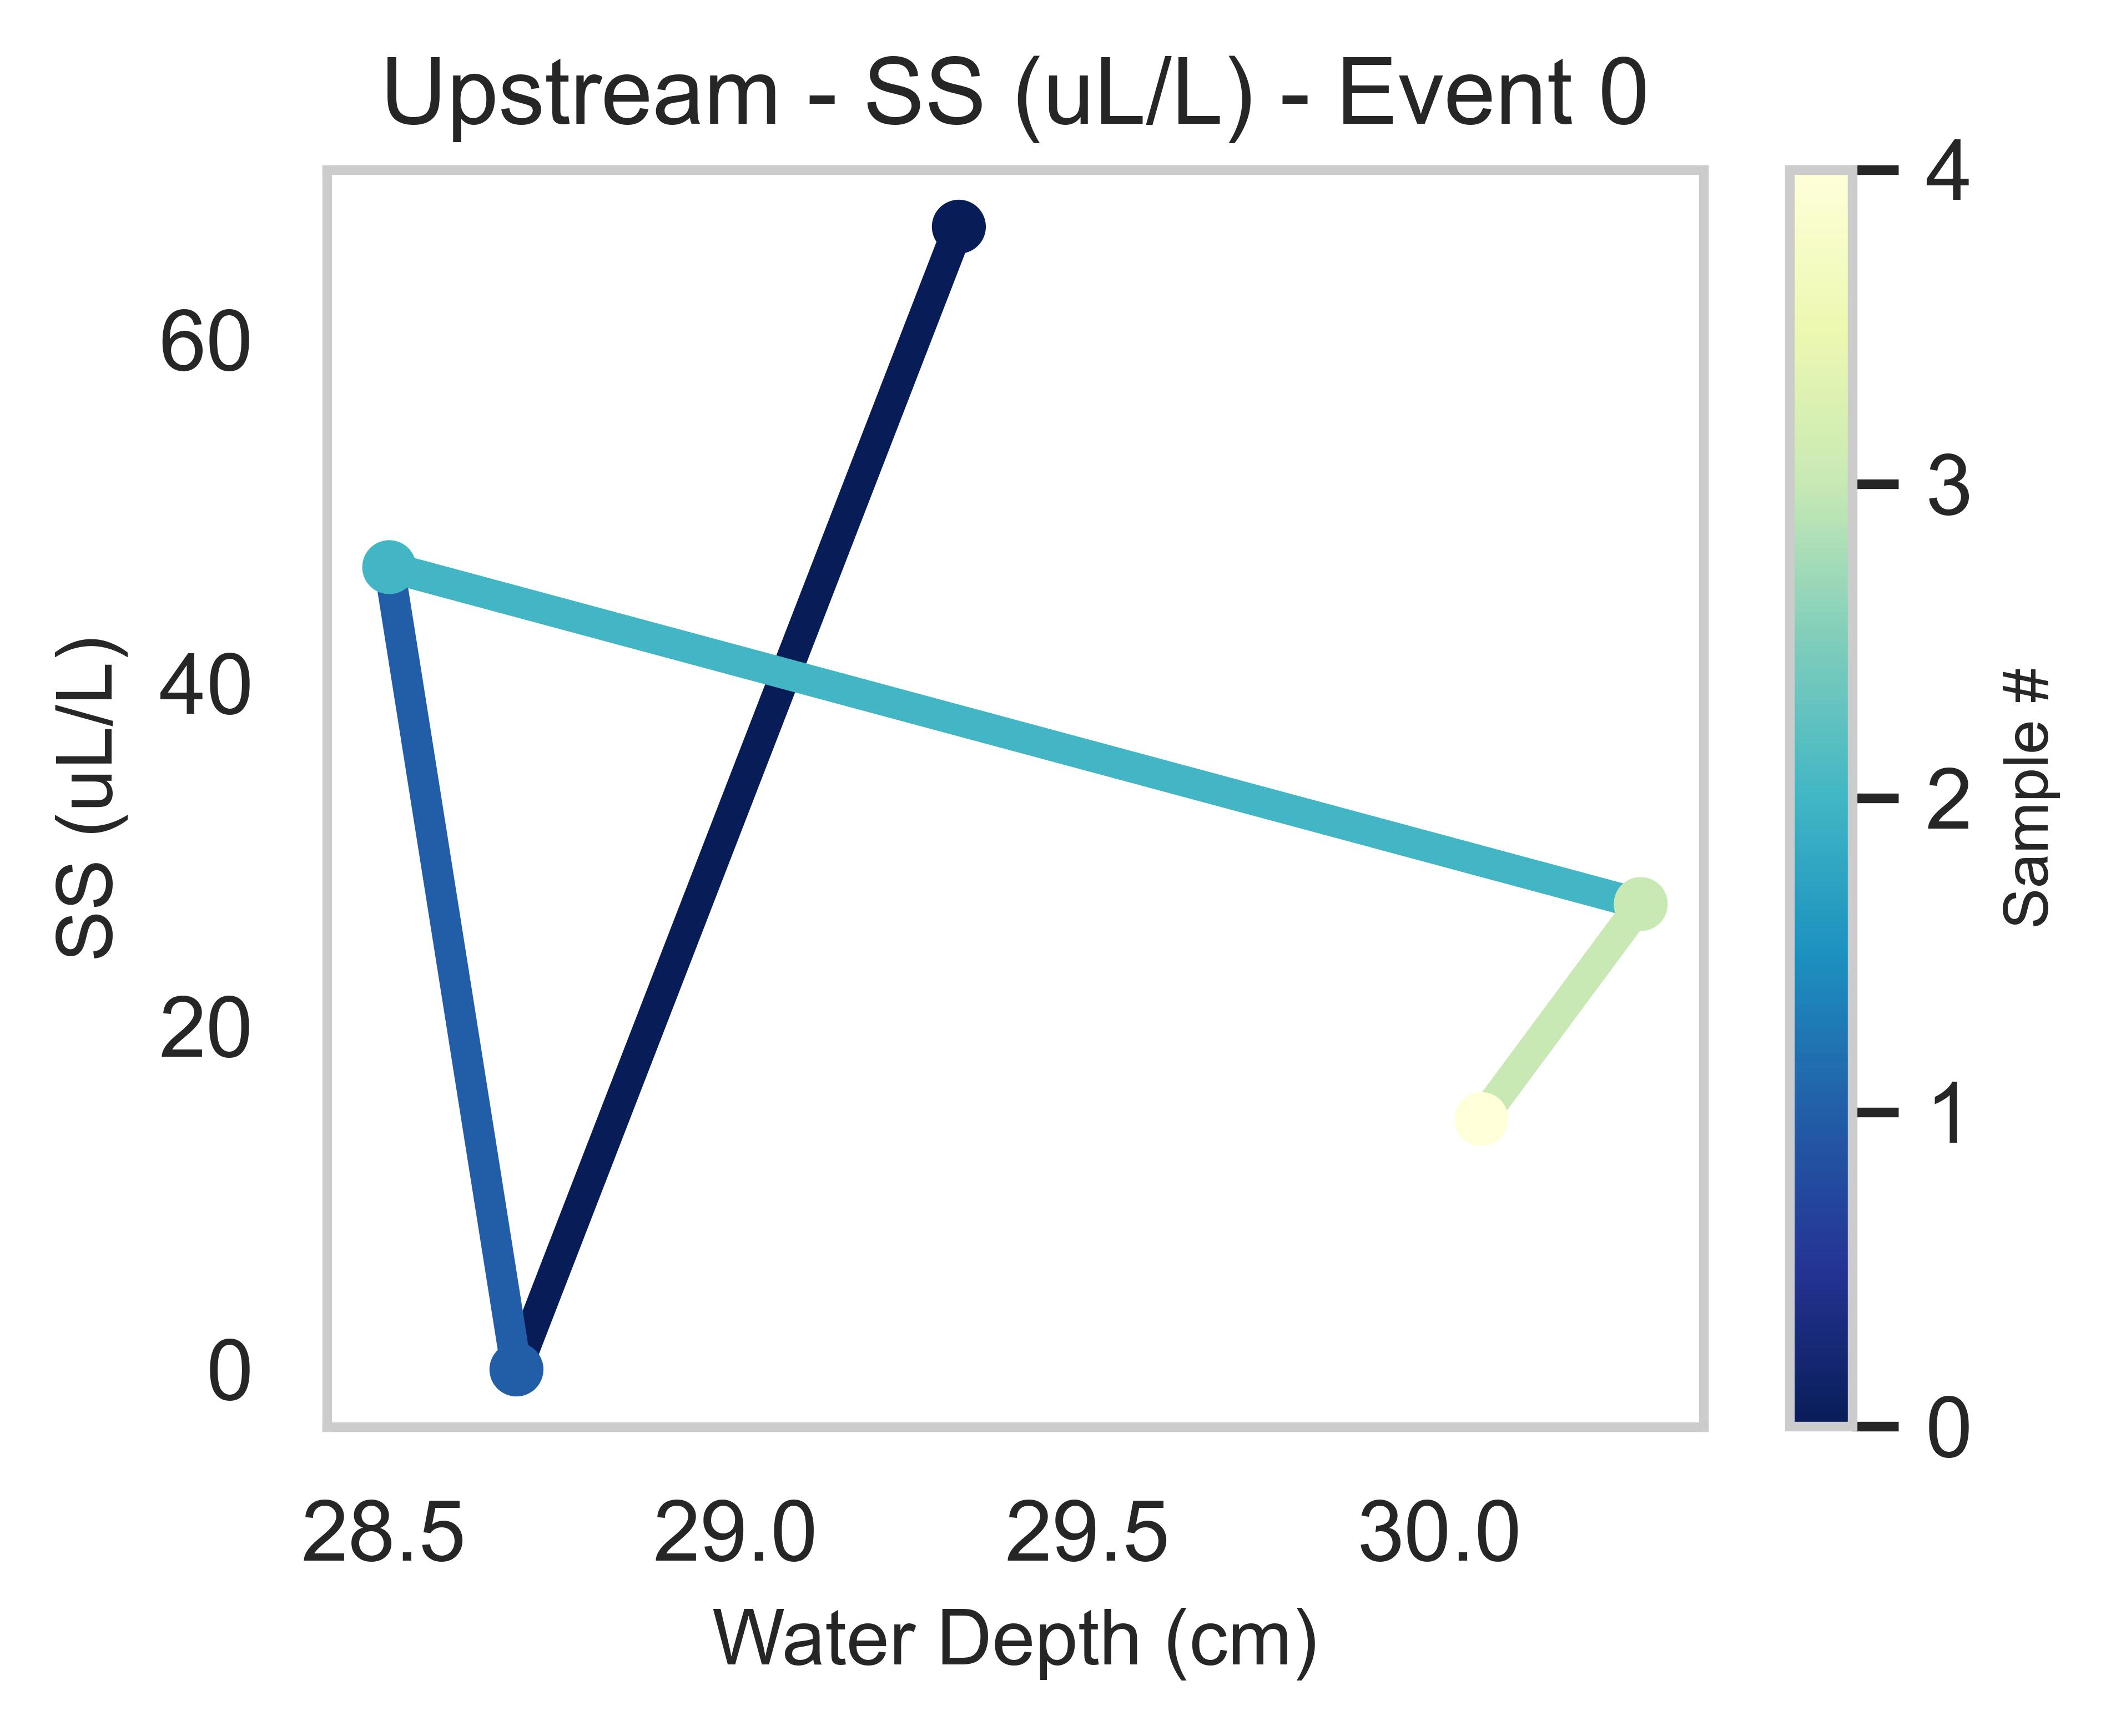 Upstream - SS (uL/L) - Event 0
SS (uL/L)
60
40
20
0
28.5 29.0 29.5 30.0
Water Depth (cm)
4
3
2
1
0
Sample #